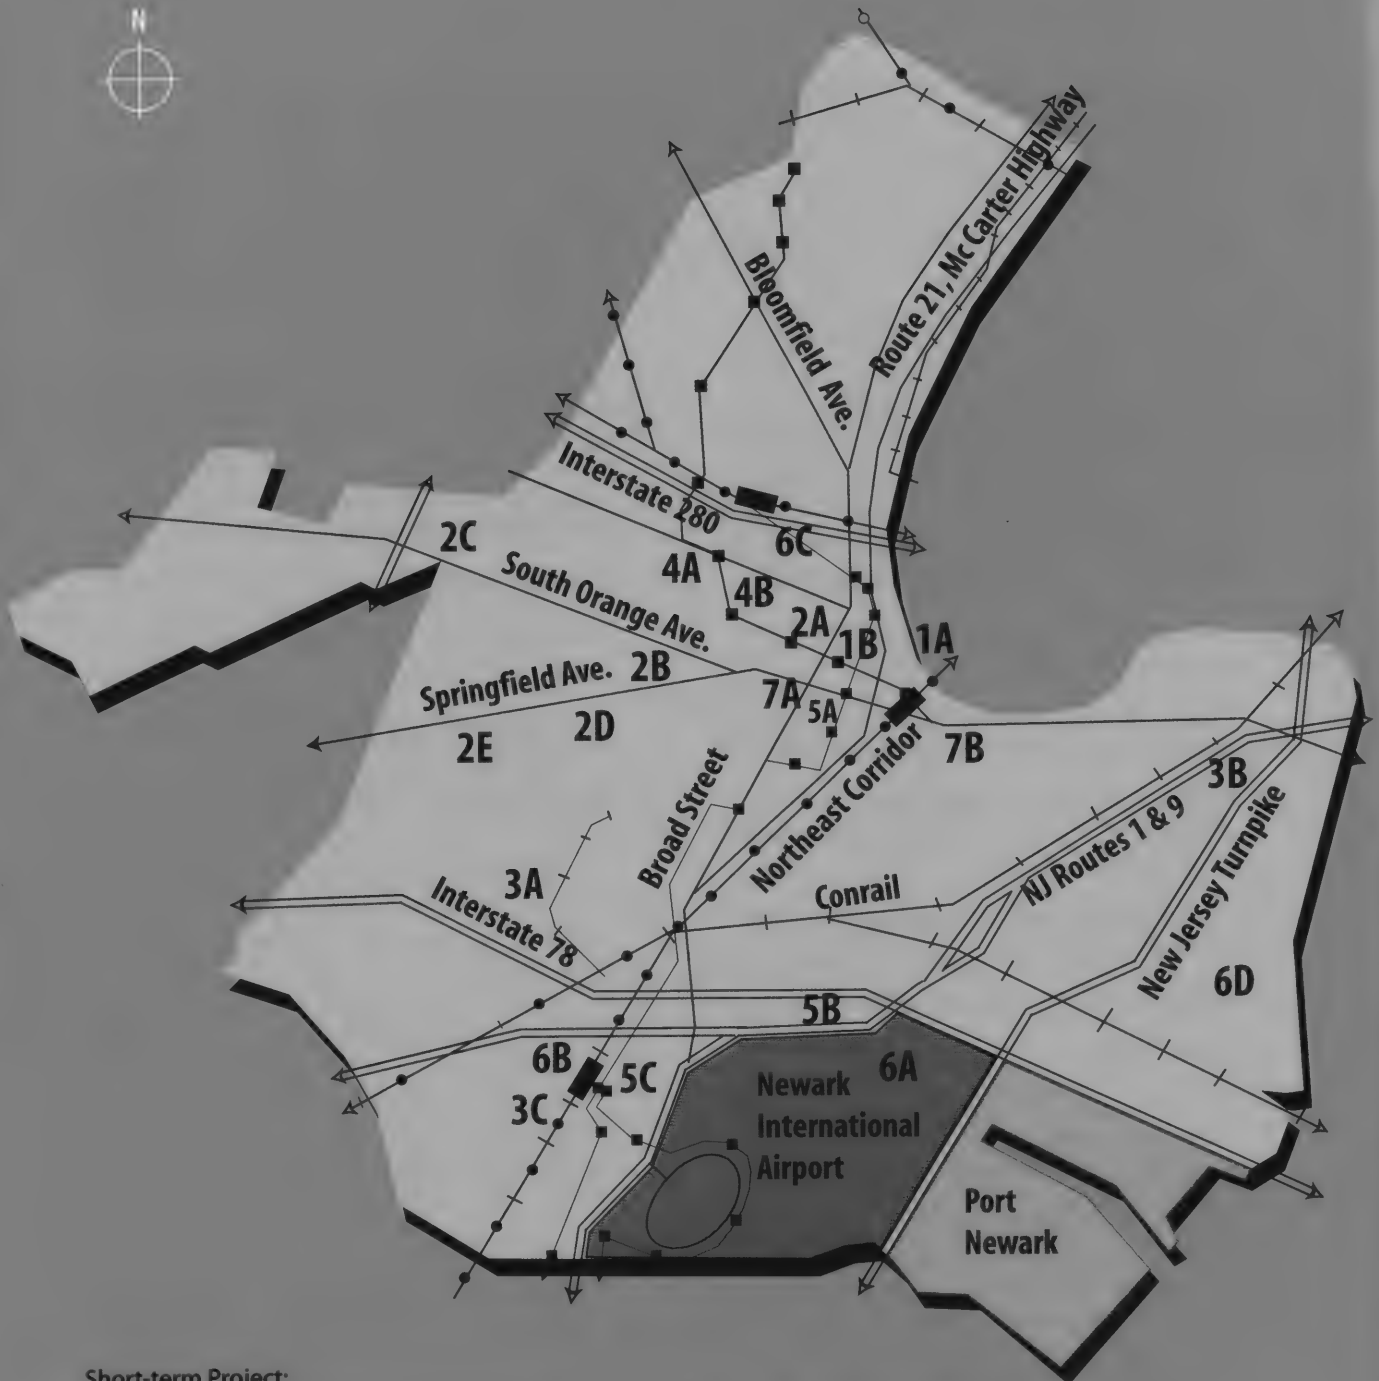 N
Route 21, Mc Carter Highway
Bloomfield Ave.
Interstate 280
6C
2C
4A
South Orange Ave.
4B
2A
1B
1A
2B
Springfield Ave.
7A
5A
2D
2E
7B
Northeast Corridor
3B
Broad Street
NJ Routes 1 & 9
New Jersey Turnpike
3A
Conrail
Interstate 78
6D
5B
6B
5C
6A
3C
Newark
International
Airport
Port
Newark
Short-term Project: